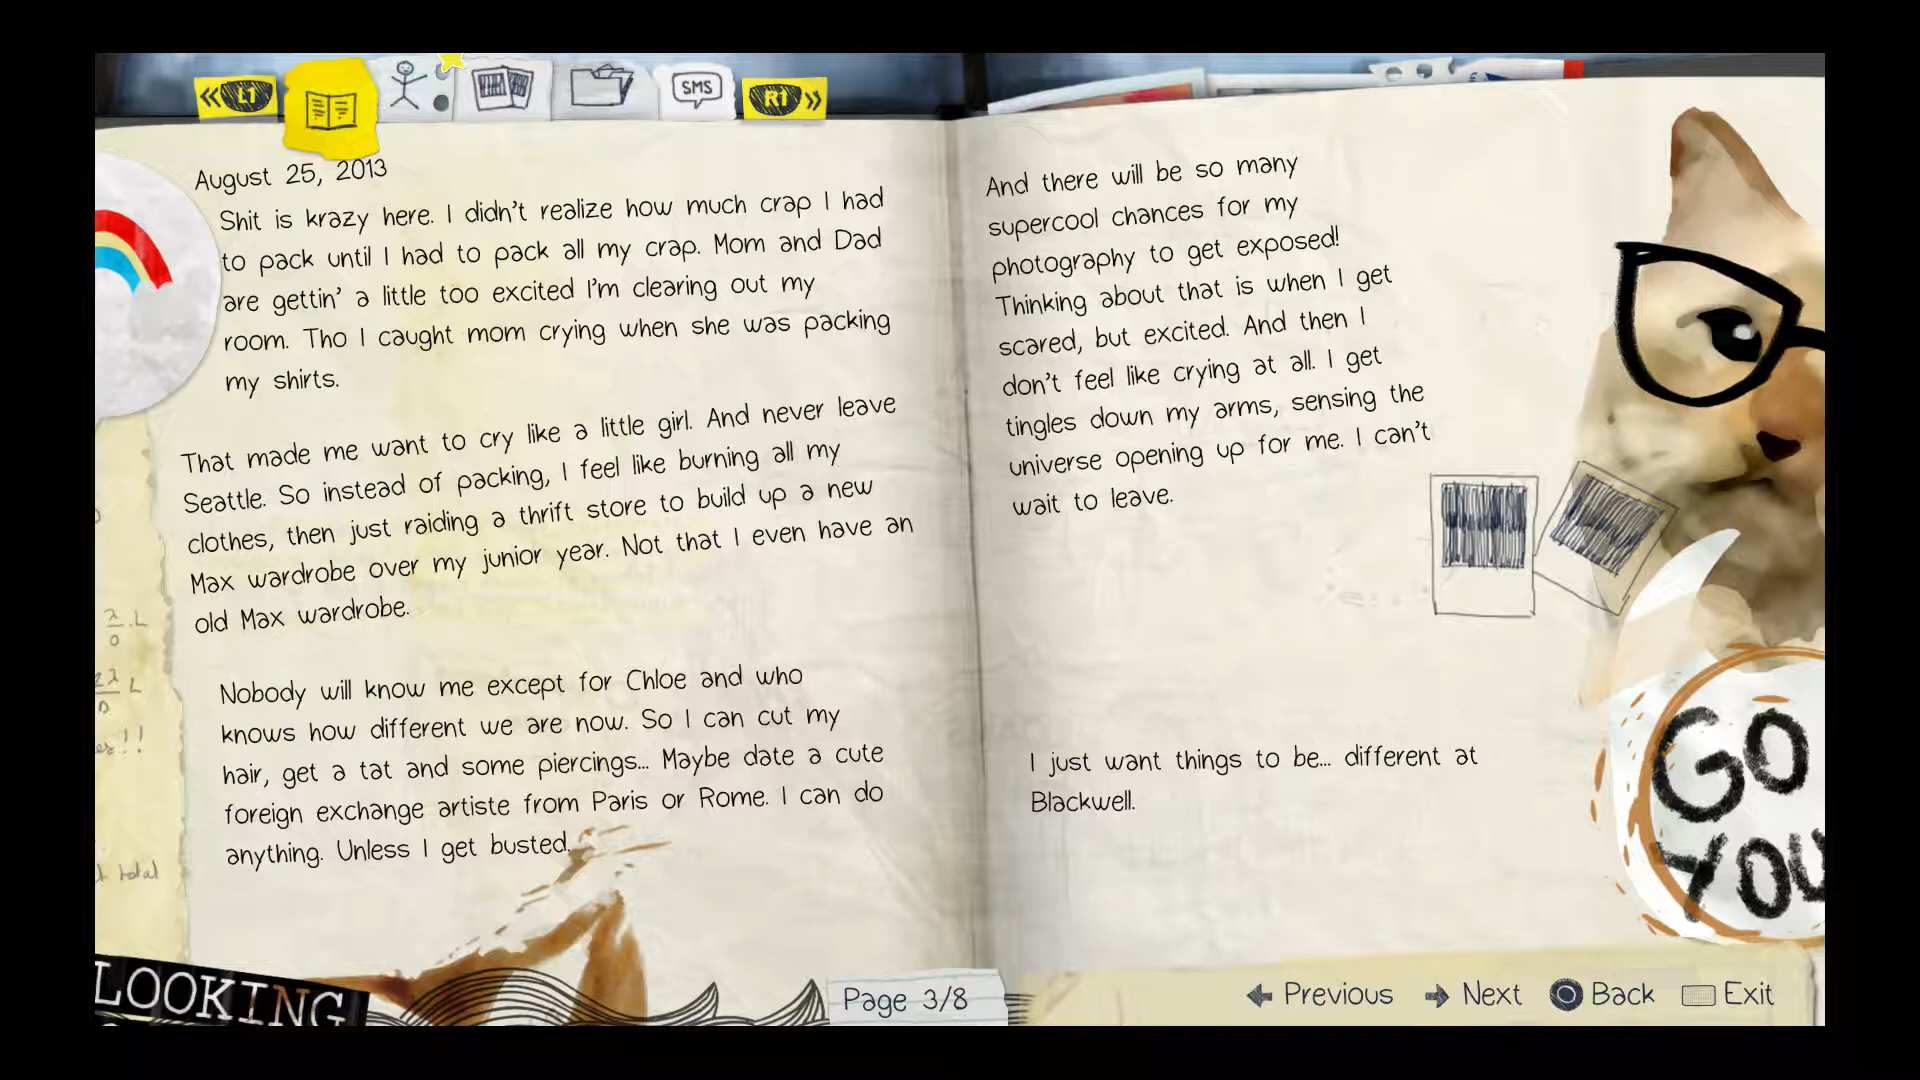 L1
SMS
R1
August 25, 2013
Shit is krazy here. I didn't realize how much crap I had
to pack until I had to pack all my crap. Mom and Dad
are gettin' a little too excited I'm clearing out my
room. Tho I caught mom crying when she was packing
my shirts.
That made me want to cry like a little girl. And never leave
Seattle. So instead of packing, I feel like burning all my
clothes, then just raiding a thrift store to build up a new
Max wardrobe over my junior year. Not that I even have an
old Max wardrobe.
Nobody will know me except for Chloe and who
knows how different we are now. So I can cut my
hair, get a tat and some piercings... Maybe date a cute
foreign exchange artiste from Paris or Rome. I can do
anything. Unless I get busted.
And there will be so many
supercool chances for my
photography to get exposed!
Thinking about that is when I get
scared, but excited. And then I
don't feel like crying at all. I get
tingles down my arms, sensing the
universe opening up for me. I can't
wait to leave.
I just want things to be... different at
Blackwell.
GO
YOU
total
LOOKING
Page 3/8
Previous
Next
Back
Exit